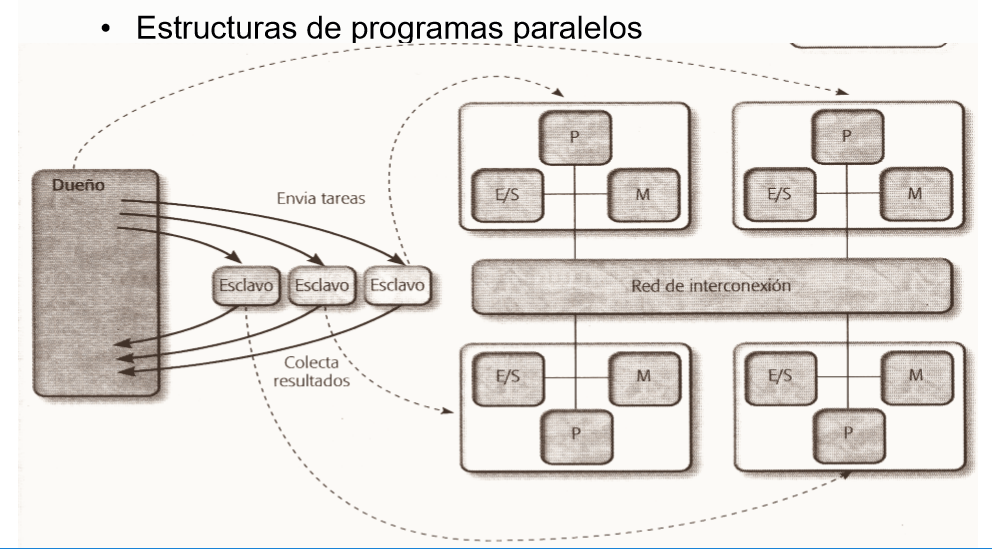 • Estructuras de programas paralelos
Dueño
Envia tareas
Esclavo
Esclavo
Esclavo
Colecta
resultados
P
E/S
M
P
E/S
M
Red de interconexión
E/S
M
P
E/S
M
P